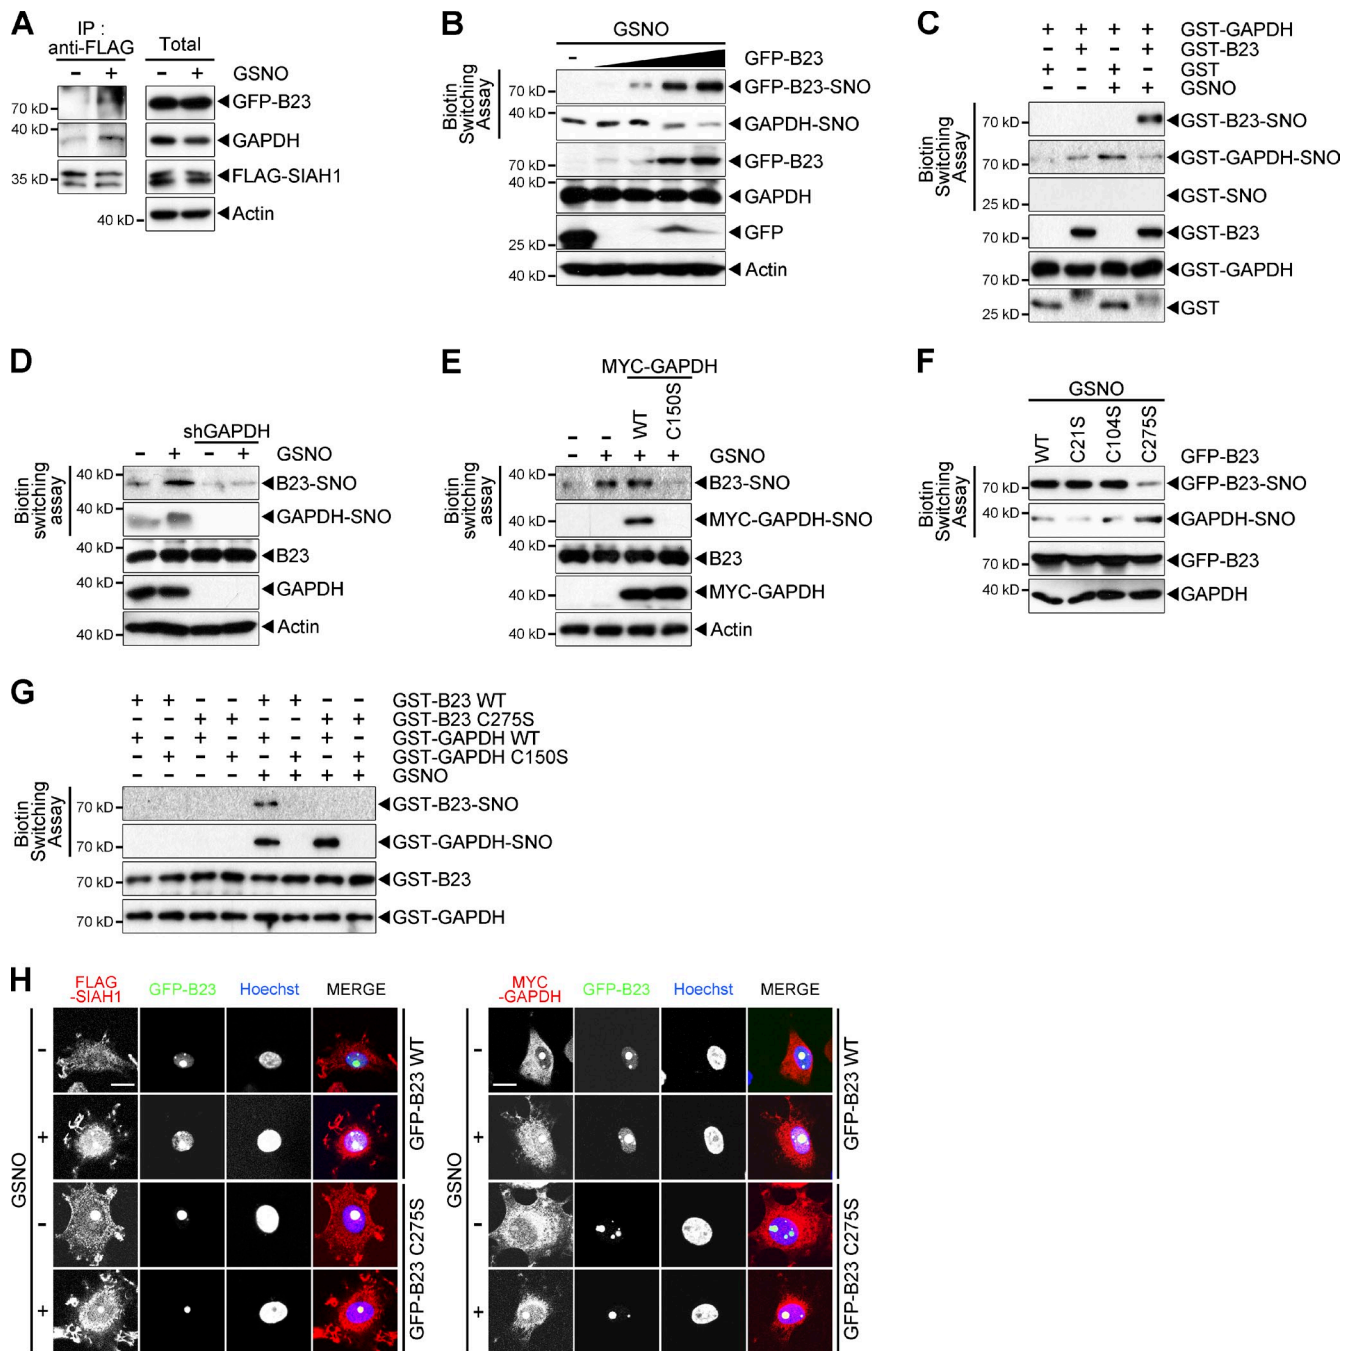 A
IP :
anti-FLAG
Total
- + - + GSNO
70 kD GFP-B23
40 kD GAPDH
35 kD FLAG-SIAH1
40 kD Actin
B
GSNO
- GFP-B23
Biotin Switching Assay
70 kD GFP-B23-SNO
40 kD GAPDH-SNO
70 kD GFP-B23
40 kD GAPDH
25 kD GFP
40 kD Actin
C
+ + + + GST-GAPDH
- + - + GST-B23
+ - + - GST
- - + + GSNO
Biotin Switching Assay
70 kD GST-B23-SNO
70 kD GST-GAPDH-SNO
25 kD GST-SNO
70 kD GST-B23
70 kD GST-GAPDH
25 kD GST
D
shGAPDH
- + - + GSNO
Biotin switching assay
40 kD B23-SNO
40 kD GAPDH-SNO
40 kD B23
40 kD GAPDH
40 kD Actin
E
MYC-GAPDH
- - WT C150S
- + + + GSNO
Biotin switching assay
40 kD B23-SNO
40 kD MYC-GAPDH-SNO
40 kD B23
40 kD MYC-GAPDH
40 kD Actin
F
GSNO
WT C21S C104S C275S GFP-B23
Biotin Switching Assay
70 kD GFP-B23-SNO
40 kD GAPDH-SNO
70 kD GFP-B23
40 kD GAPDH
G
+ + - - + + - - GST-B23 WT
- - + + - - + + GST-B23 C275S
+ - + - + - + - GST-GAPDH WT
- + - + - + - + GST-GAPDH C150S
- - - - + + + + GSNO
Biotin Switching Assay
70 kD GST-B23-SNO
70 kD GST-GAPDH-SNO
70 kD GST-B23
70 kD GST-GAPDH
H
FLAG
-SIAH1
GFP-B23
Hoechst
MERGE
GSNO
-
+
-
+
GFP-B23 WT
GFP-B23 C275S
MYC
-GAPDH
GFP-B23
Hoechst
MERGE
GSNO
-
+
-
+
GFP-B23 WT
GFP-B23 C275S